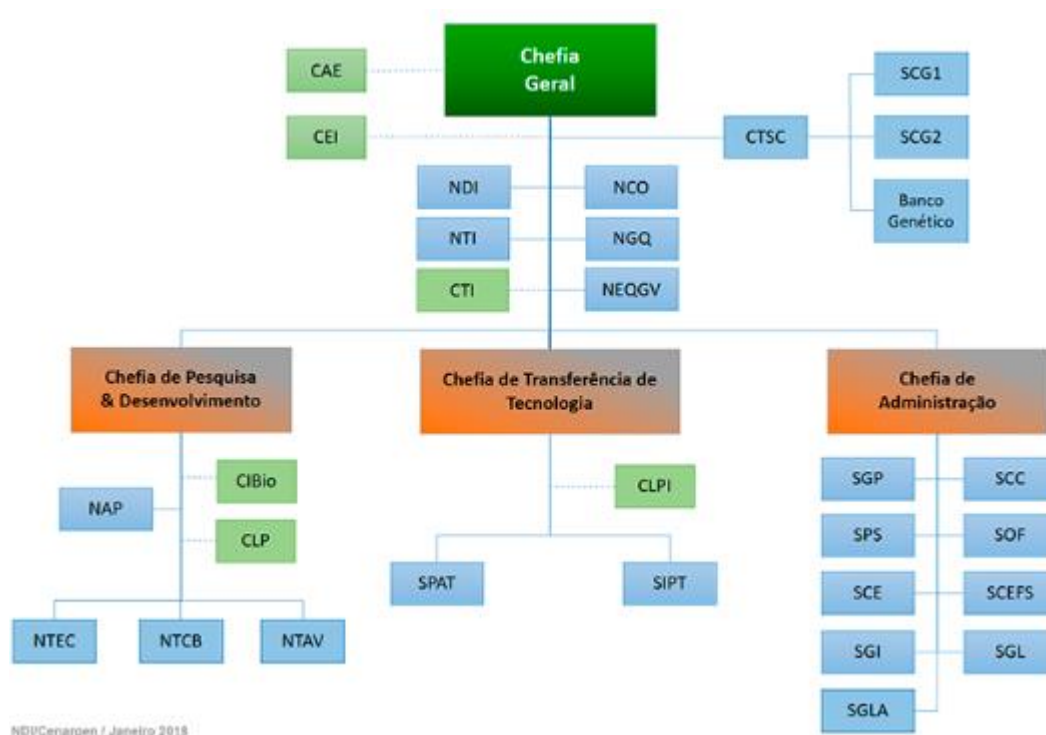 Chefia
Geral
CAE
CEI
CTSC
SCG1
SCG2
Banco
Genético
NDI
NCO
NTI
NGQ
CTI
NEQGV
Chefia de Pesquisa
& Desenvolvimento
Chefia de Transferência de
Tecnologia
Chefia de
Administração
CIBio
NAP
CLP
NTEC
NTCB
NTAV
CLPI
SPAT
SIPT
SGP
SCC
SPS
SOF
SCE
SCEFS
SGI
SGL
SGLA
NDI/Cenargen / Janeiro 2018